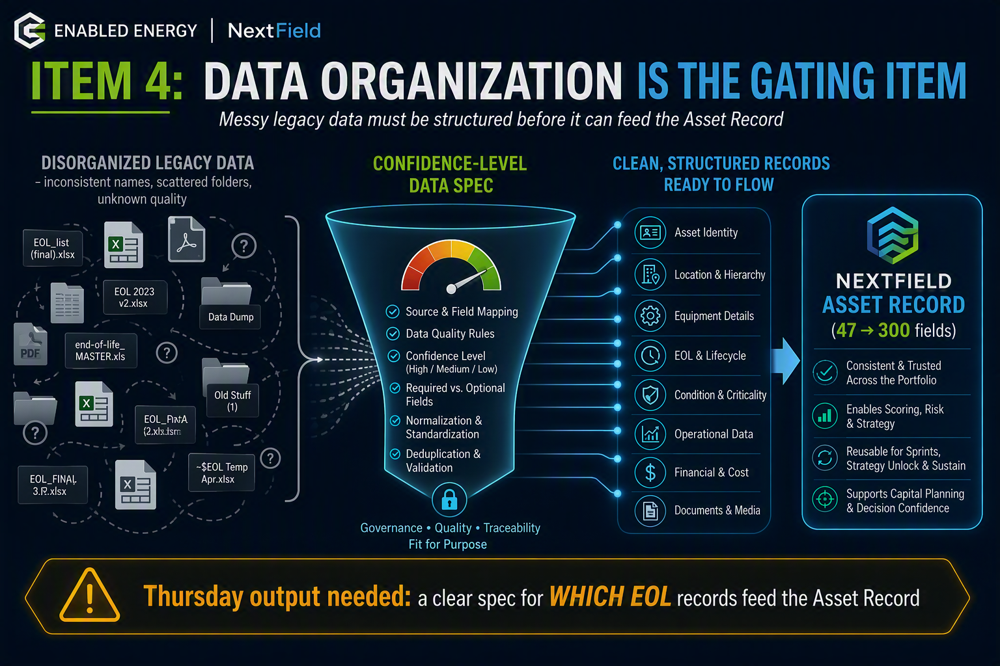 ENABLED ENERGY | NextField
ITEM 4: DATA ORGANIZATION IS THE GATING ITEM
Messy legacy data must be structured before it can feed the Asset Record
DISORGANIZED LEGACY DATA
– inconsistent names, scattered folders,
unknown quality
EOL_list
(final).xlsx
X
?
EOL 2023
v2.xlsx
Data Dump
PDF
end-of-life_
MASTER.xls
?
Old Stuff
(1)
X
?
EOL_FINAL
X
~$EOL Temp
Apr.xlsx
?
CONFIDENCE-LEVEL
DATA SPEC
Source & Field Mapping
Data Quality Rules
Confidence Level
(High / Medium / Low)
Required vs. Optional
Fields
Normalization &
Standardization
Deduplication &
Validation
Governance • Quality • Traceability
Fit for Purpose
CLEAN, STRUCTURED RECORDS
READY TO FLOW
Asset Identity
Location & Hierarchy
Equipment Details
EOL & Lifecycle
Condition & Criticality
Operational Data
$ Financial & Cost
Documents & Media
NEXTFIELD
ASSET RECORD
(47 → 300 fields)
Consistent & Trusted
Across the Portfolio
Enables Scoring, Risk
& Strategy
Reusable for Sprints,
Strategy Unlock & Sustain
Supports Capital Planning
& Decision Confidence
Thursday output needed: a clear spec for WHICH EOL records feed the Asset Record